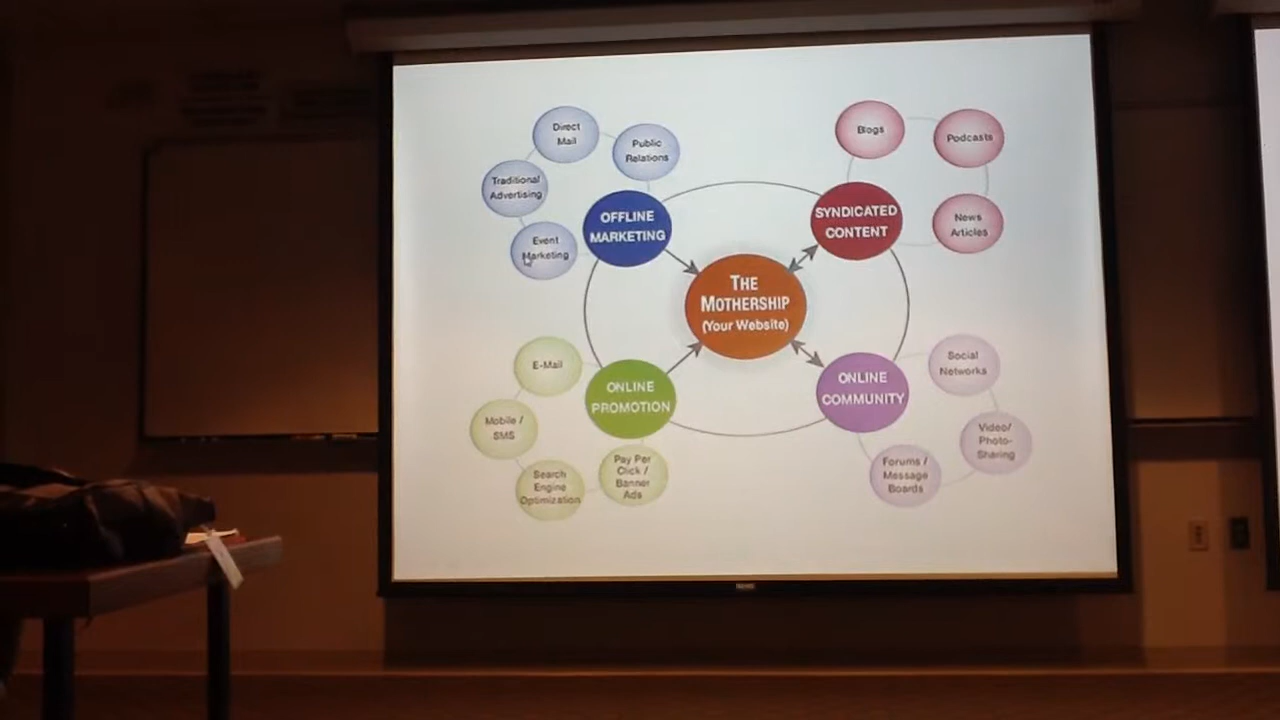 Direct
Mail
Public
Relations
Traditional
Advertising
Event
Marketing
OFFLINE
MARKETING
Blogs
Podcasts
News
Articles
SYNDICATED
CONTENT
THE
MOTHERSHIP
(Your Website)
E-Mail
Mobile /
SMS
Search
Engine
Optimization
Pay Per
Click /
Banner
Ads
ONLINE
PROMOTION
ONLINE
COMMUNITY
Social
Networks
Video/
Photo-
Sharing
Forums /
Message
Boards